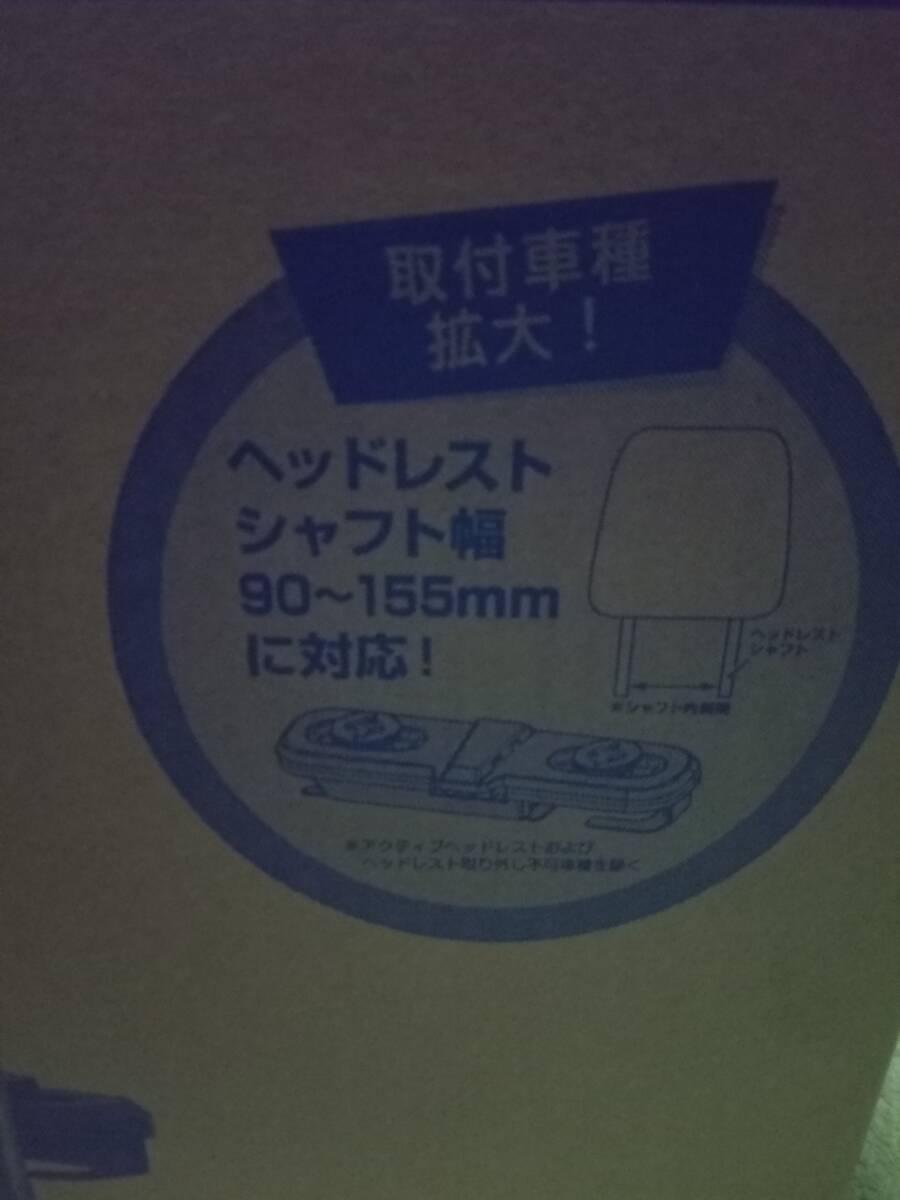 取付車種
拡大！
ヘッドレスト
シャフト幅
90～155mm
に対応！
ヘッドレスト
シャフト
※シャフト内側間
※アクティブヘッドレストおよび
ヘッドレスト取り外し不可車種を除く